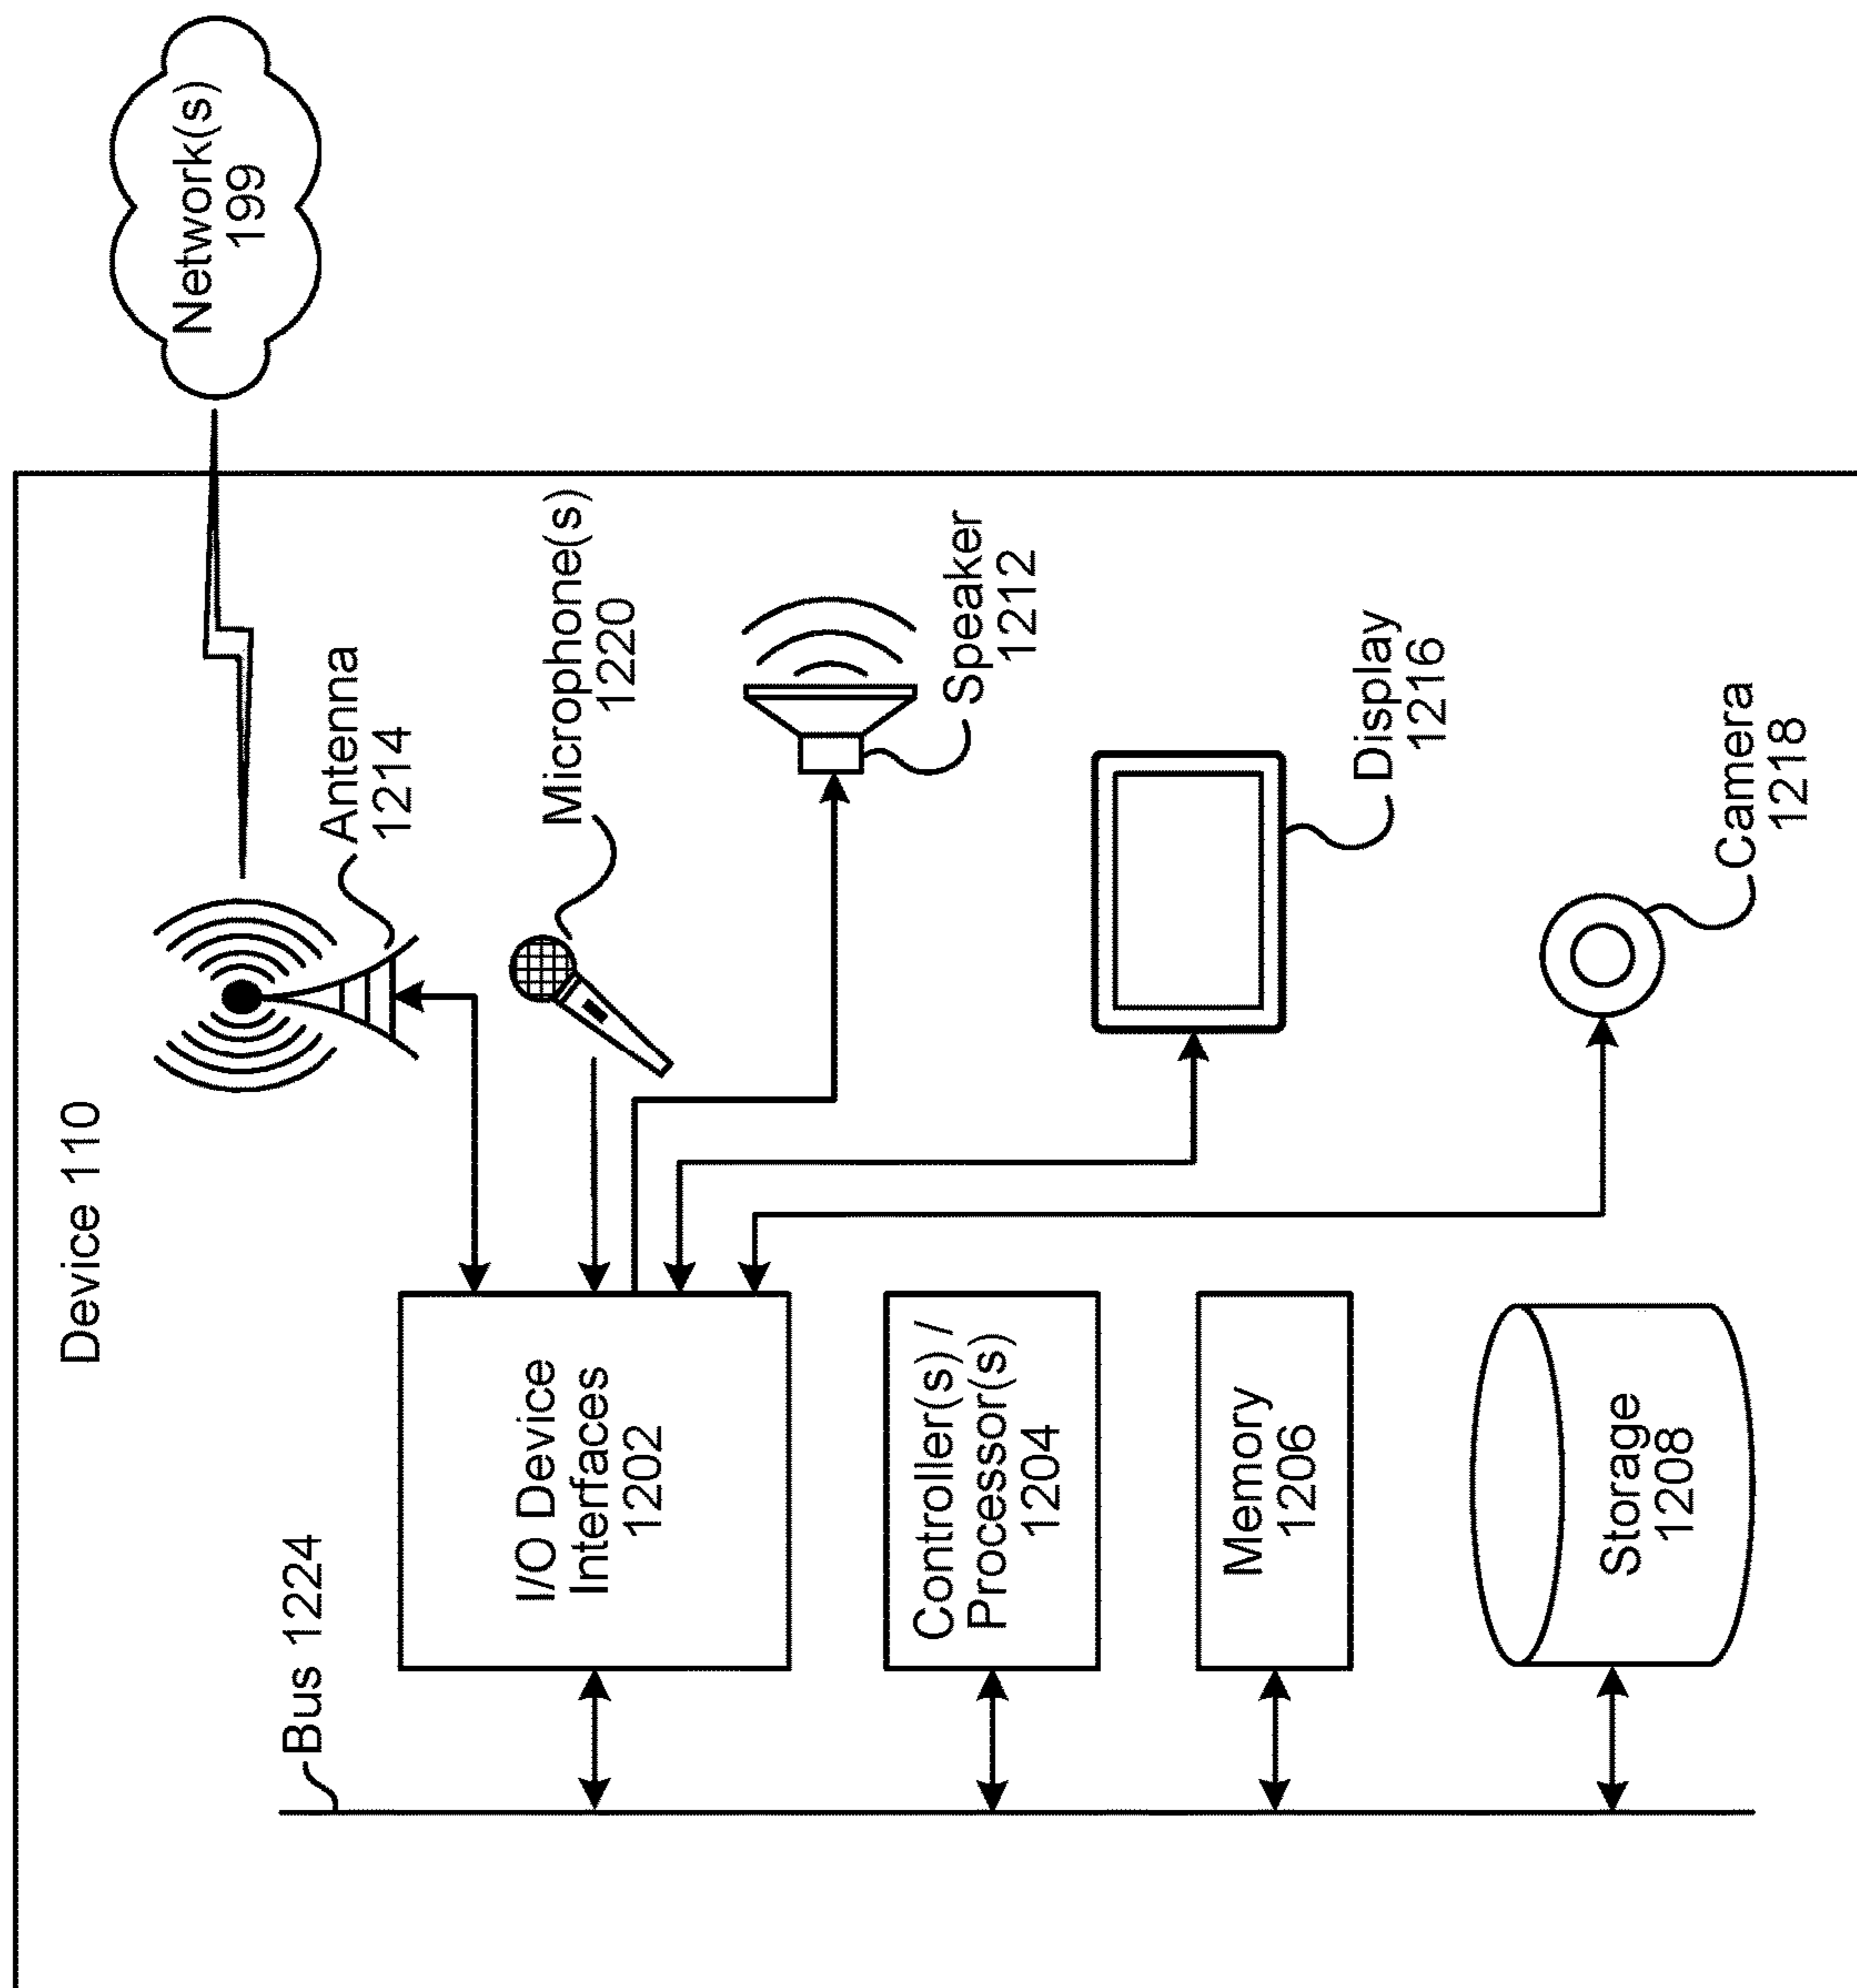 Device 110
Network(s)
199
Bus 1224
Antenna
1214
I/O Device
Interfaces
1202
Microphone(s)
1220
Controller(s) /
Processor(s)
1204
Speaker
1212
Memory
1206
Display
1216
Storage
1208
Camera
1218